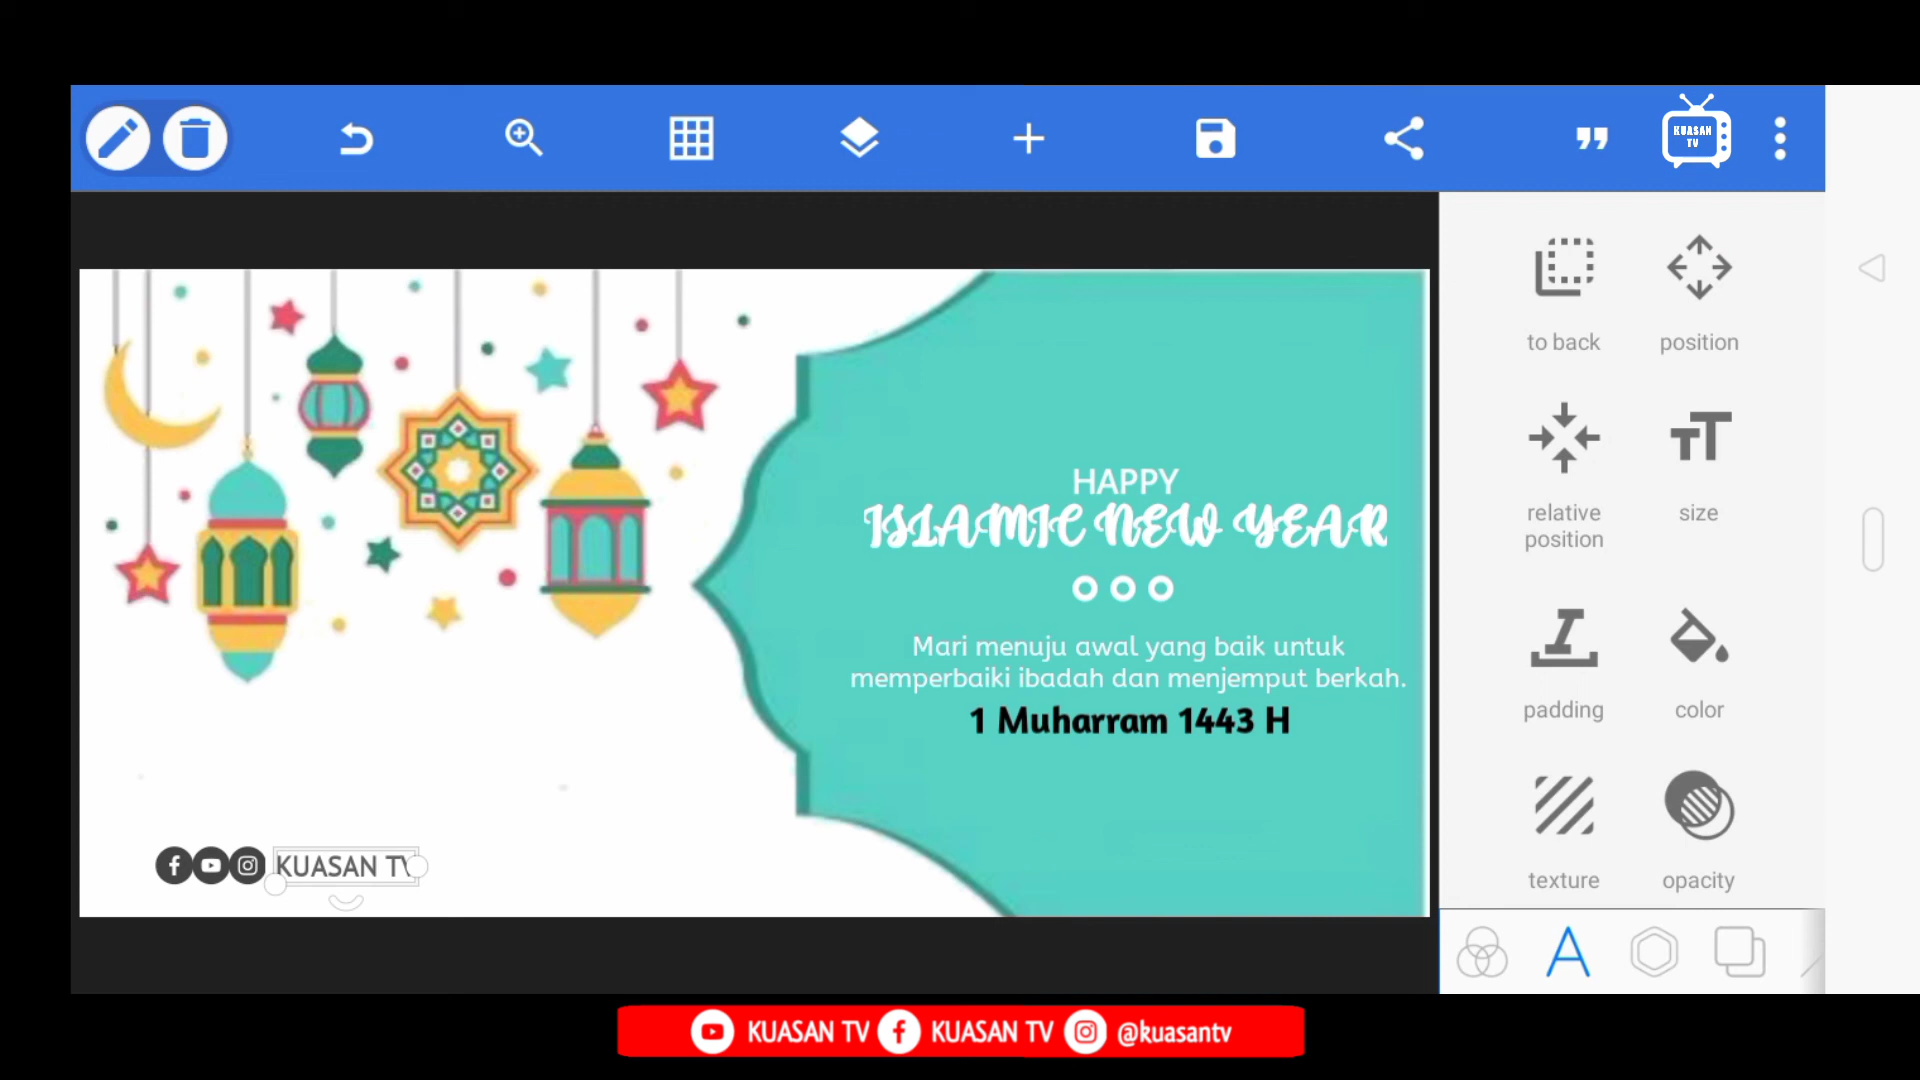 KUASAN
TV
to back
position
relative
position
size
padding
color
texture
opacity
HAPPY
ISLAMIC NEW YEAR
Mari menuju awal yang baik untuk
memperbaiki ibadah dan menjemput berkah.
1 Muharram 1443 H
KUASAN TV
KUASAN TV KUASAN TV @kuasantv